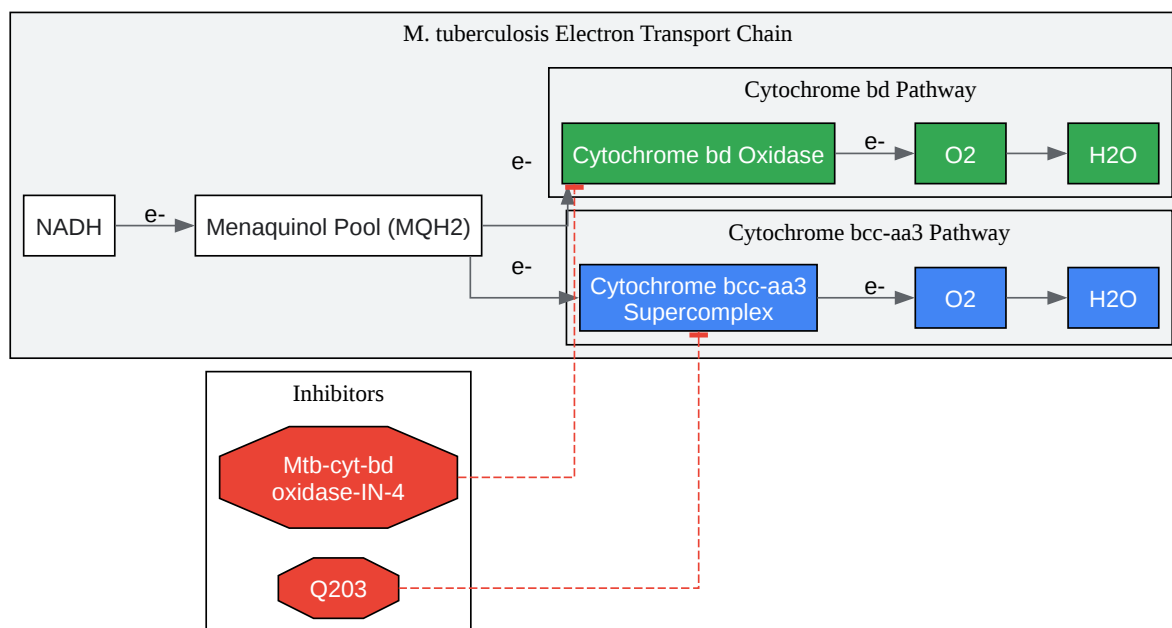 M. tuberculosis Electron Transport Chain
Cytochrome bd Pathway
e-
Cytochrome bd Oxidase
e-
O2
H2O
NADH
e-
Menaquinol Pool (MQH2)
Cytochrome bcc-aa3 Pathway
e-
Cytochrome bcc-aa3
Supercomplex
e-
O2
H2O
Inhibitors
Mtb-cyt-bd
oxidase-IN-4
Q203